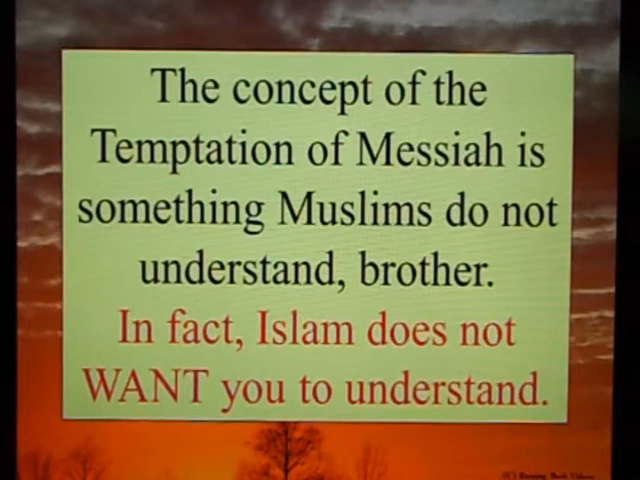 The concept of the
Temptation of Messiah is
something Muslims do not
understand, brother.
In fact, Islam does not
WANT you to understand.